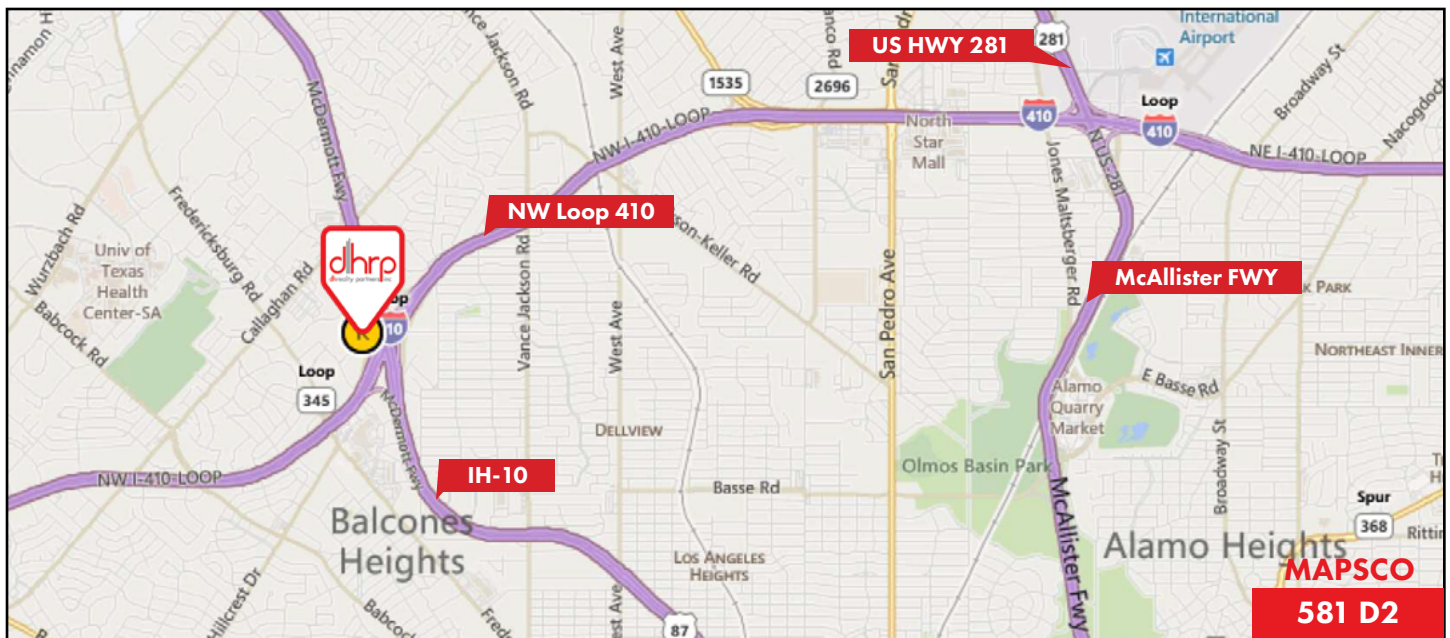 International
Airport
US HWY 281
281
1535
2696
West Ave
McDermott Fwy
NW I-410-LOOP
North
Star
Mall
410
Loop
410
Broadway St
NE I-410-LOOP
N US-281
Jones Maltsberger Rd
NW Loop 410
Vance Jackson Rd
West Ave
San Pedro Ave
McAllister FWY
Wurzbach Rd
Univ of
Texas
Health
Center-SA
Fredericksburg Rd
Callaghan Rd
Babcock Rd
dhrp
Loop
345
NORTHEAST INNER
E Basse Rd
Alamo
Quarry
Market
DELLVIEW
Olmos Basin Park
Broadway St
NW I-410-LOOP
McDermott Fwy
IH-10
Basse Rd
Balcones
Heights
LOS ANGELES
HEIGHTS
McAllister Fwy
Alamo Heights
Spur
368
Hillcrest Dr
87
MAPSCO
581 D2